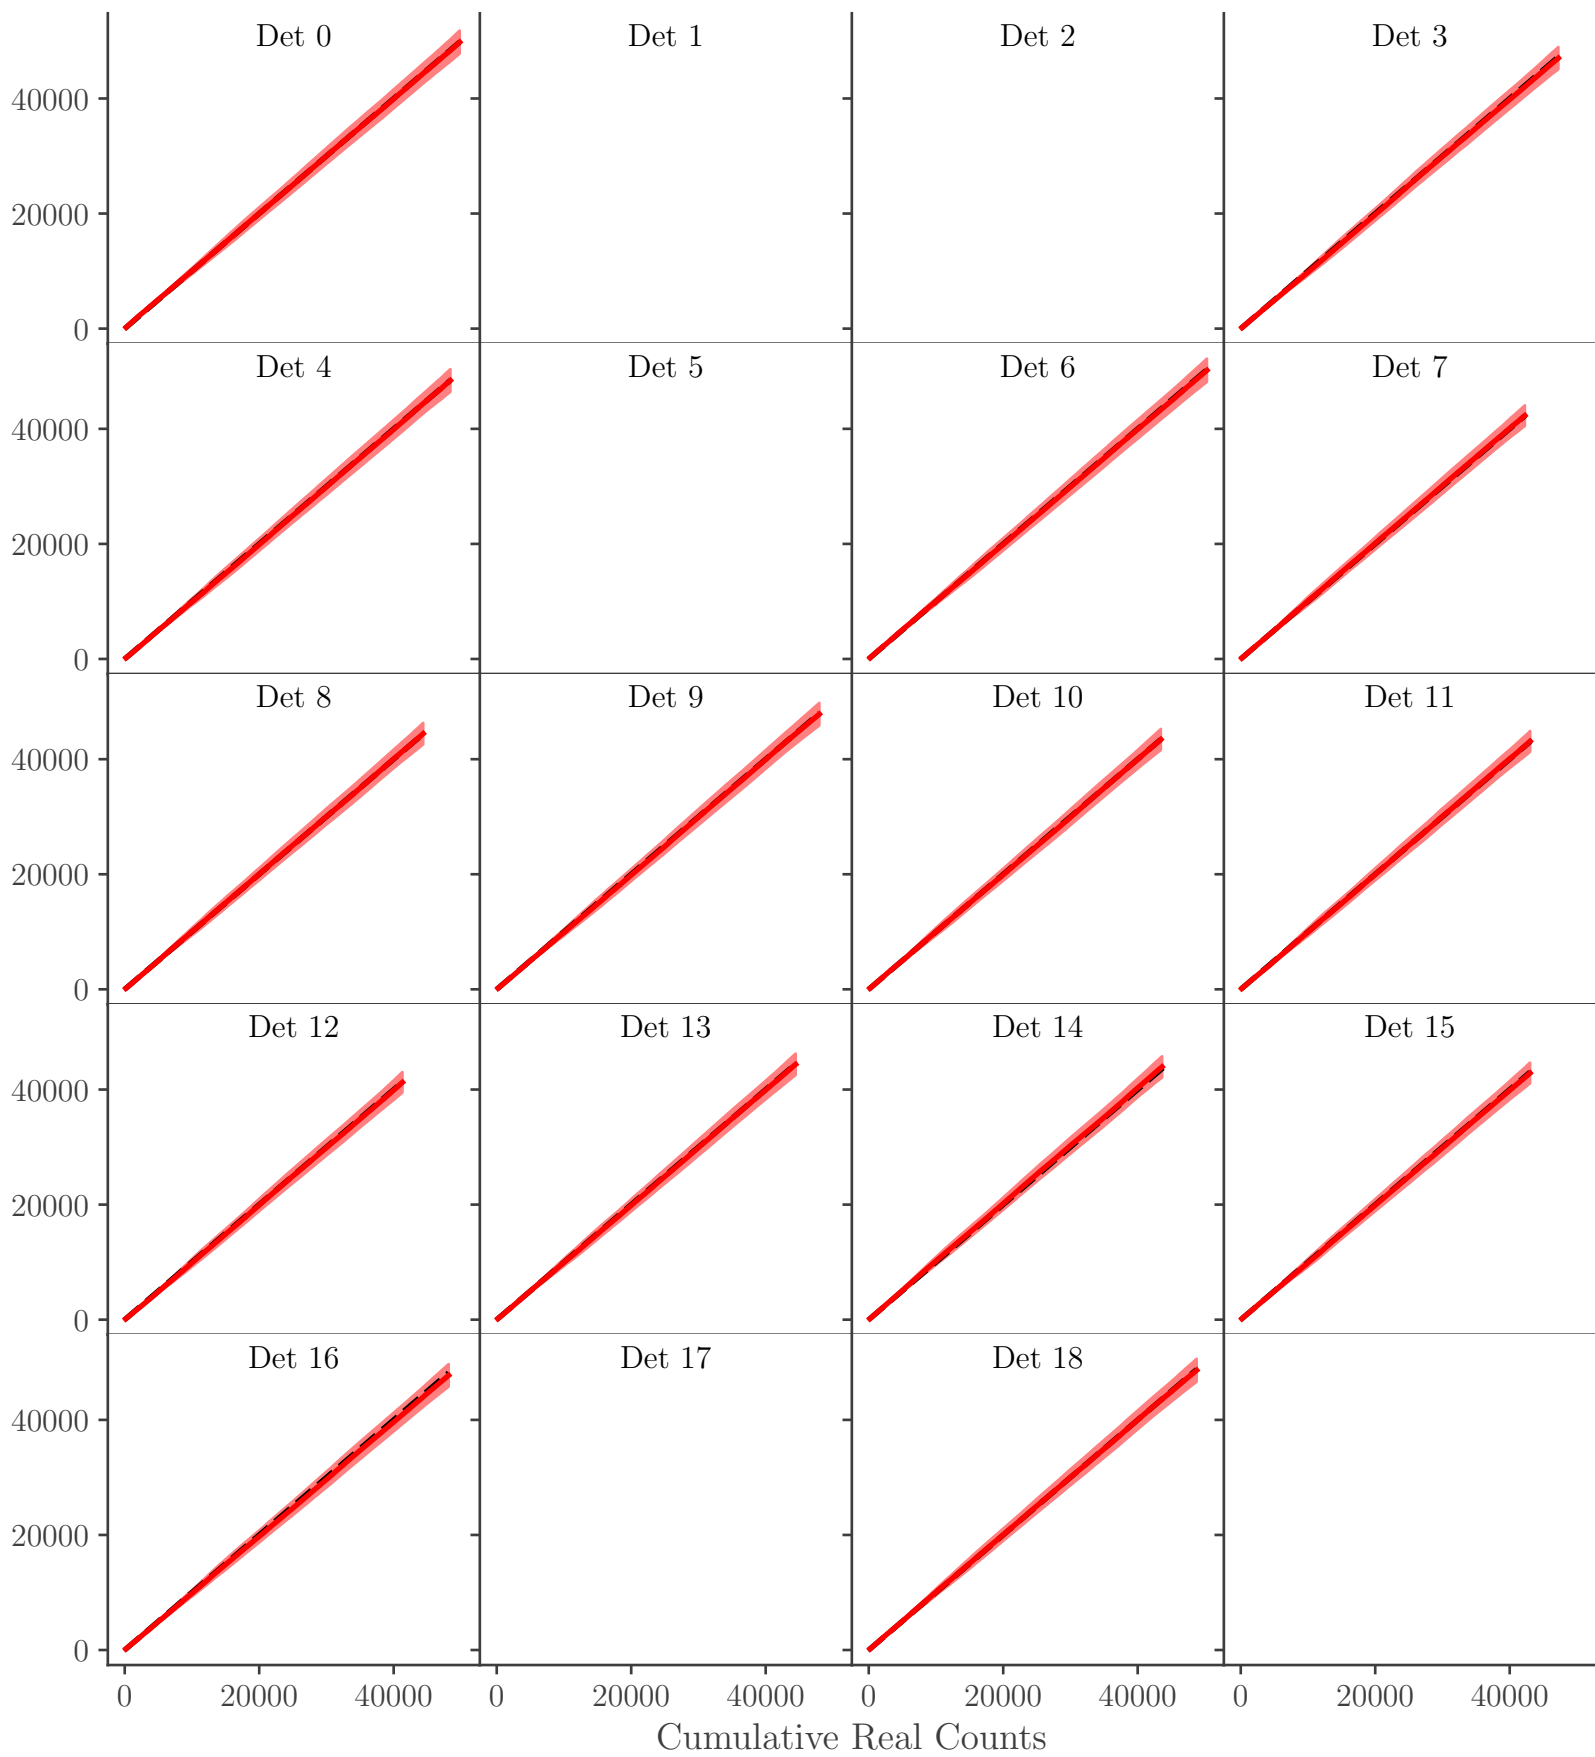 Det 0 Det 1 Det 2 Det 3
40000
20000
0
Det 4 Det 5 Det 6 Det 7
40000
20000
0
Det 8 Det 9 Det 10 Det 11
40000
20000
0
Det 12 Det 13 Det 14 Det 15
40000
20000
0
Det 16 Det 17 Det 18
40000
20000
0
0 20000 40000 0 20000 40000 0 20000 40000 0 20000 40000
Cumulative Real Counts